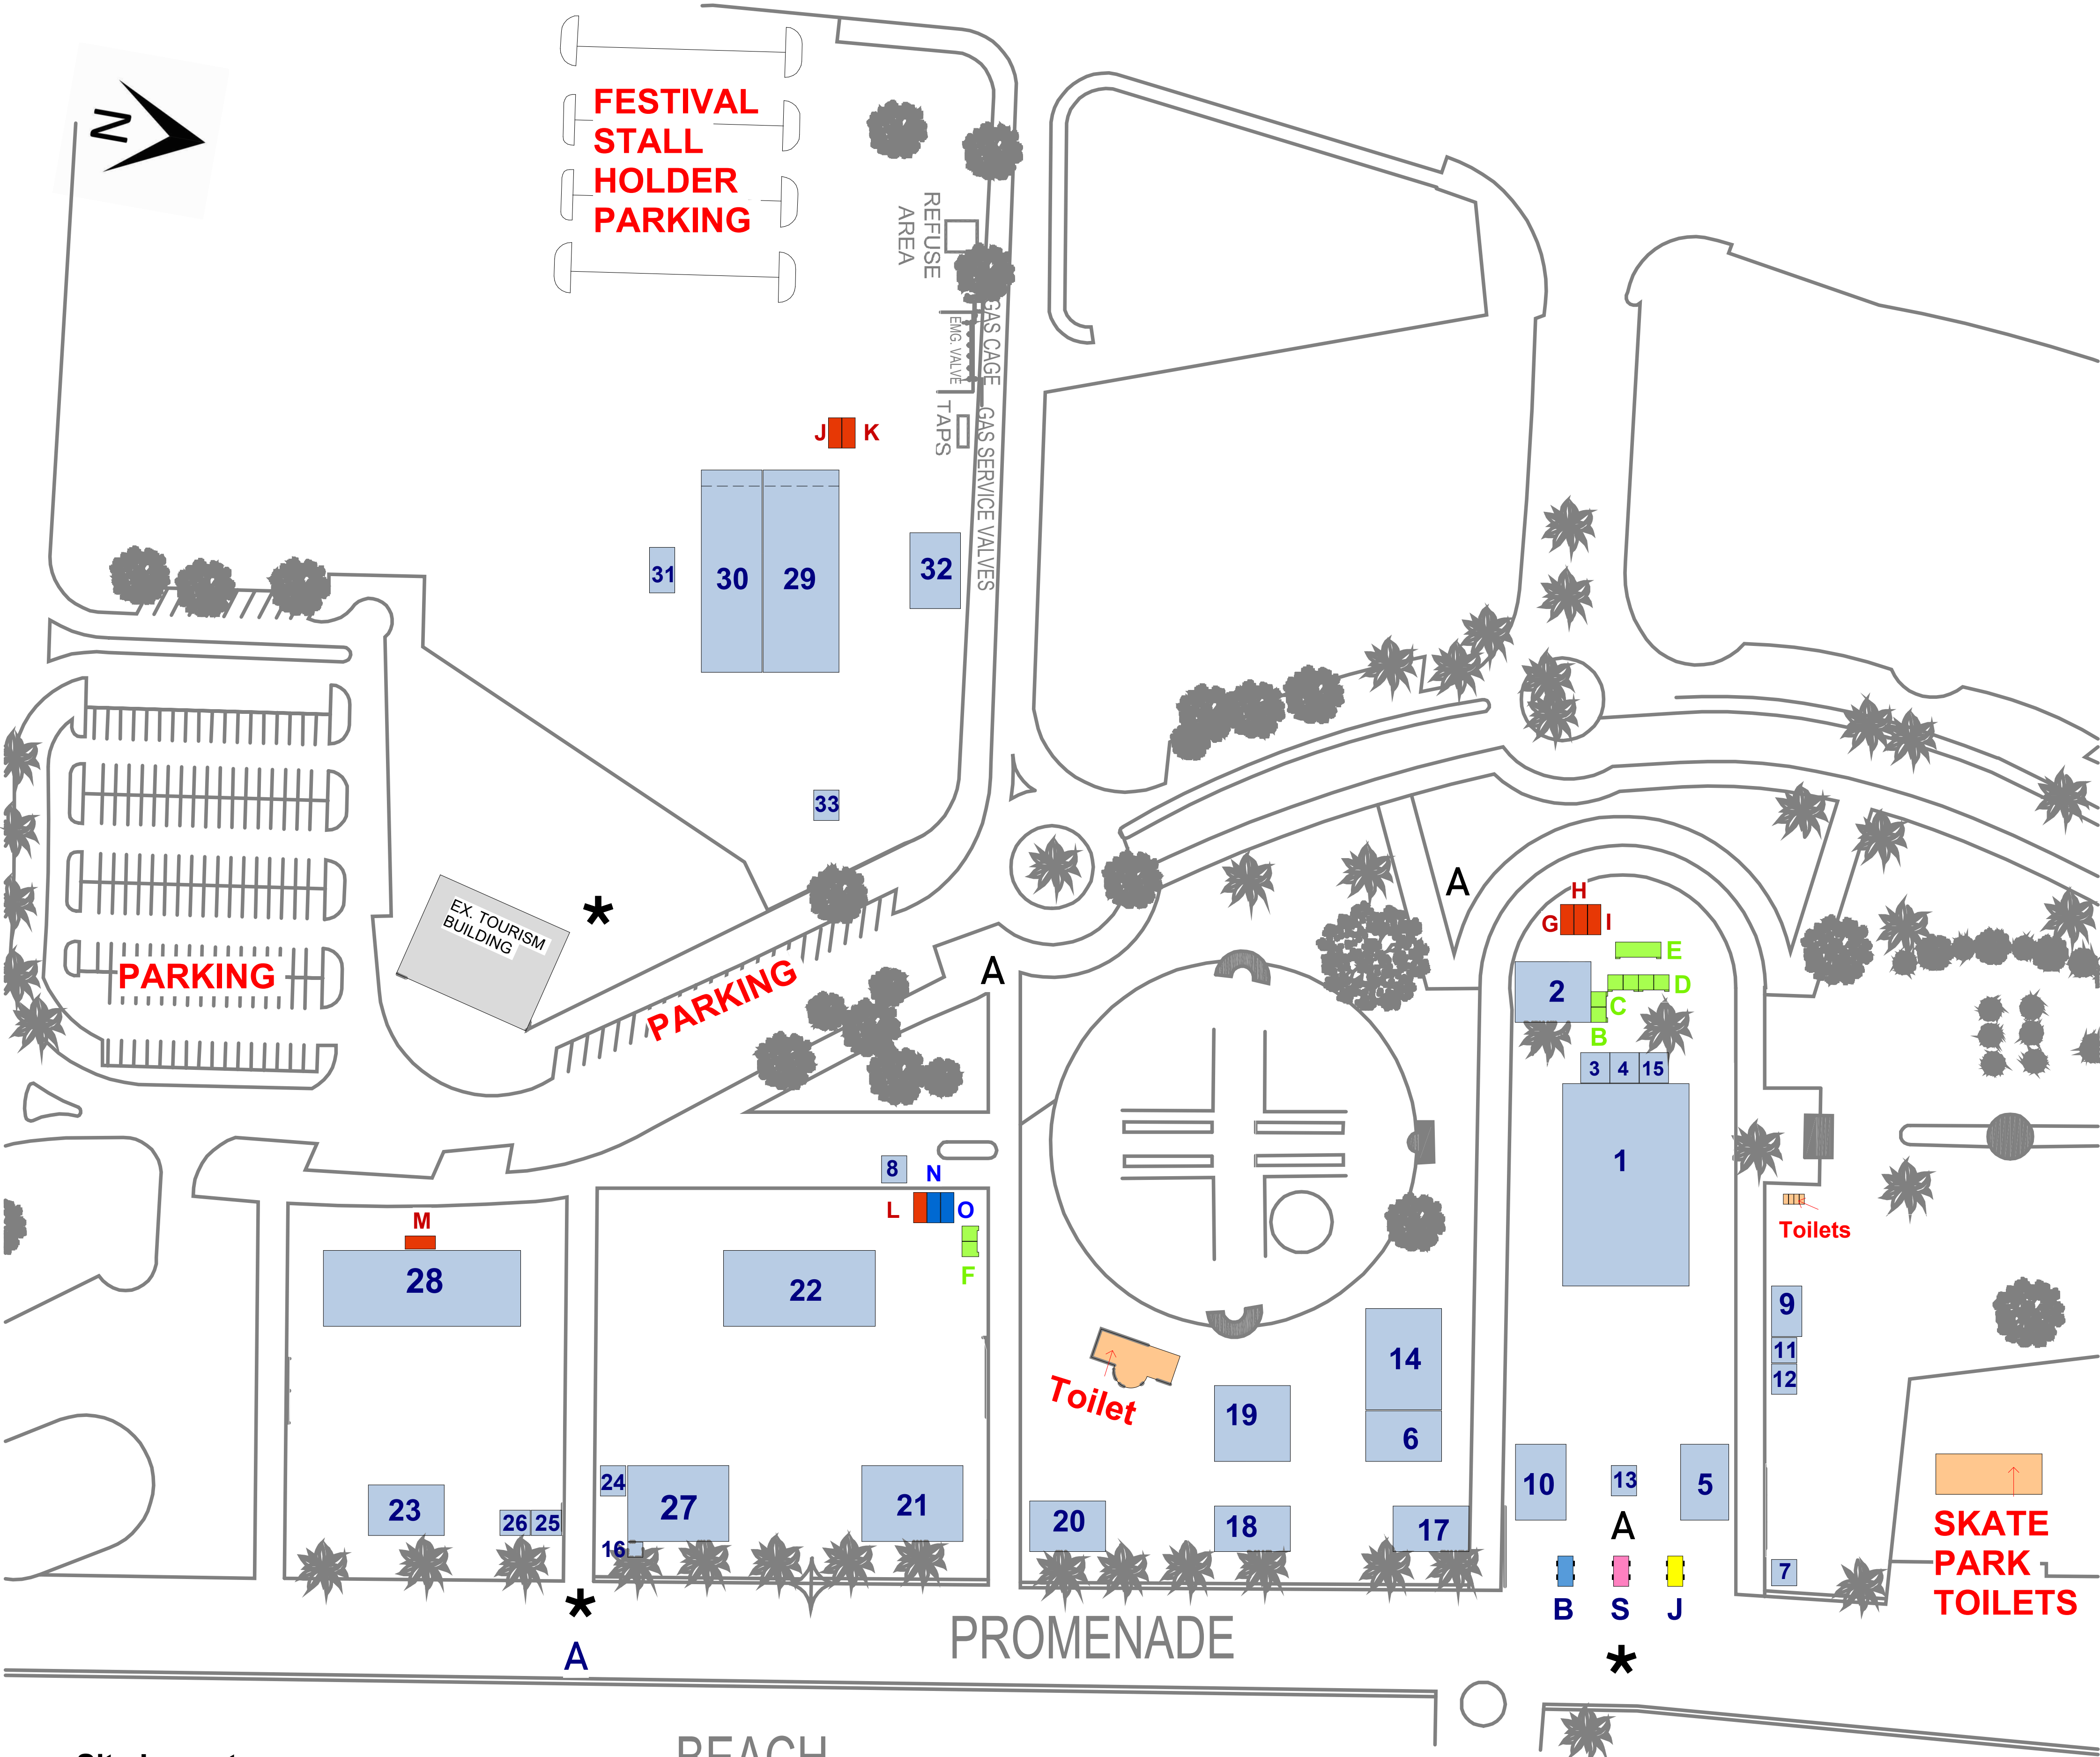 N
FESTIVAL
STALL
HOLDER
PARKING
REFUSE
AREA
GAS CAGE
EMG. VALVE
TAPS
GAS SERVICE VALVES
J
K
31
30
29
32
33
EX. TOURISM
BUILDING
*
PARKING
PARKING
A
A
H
G
I
E
2
D
C
B
3
4
15
1
Toilets
8
N
L
O
F
M
28
22
9
11
12
14
6
19
Toilet
10
13
5
A
24
27
21
23
26
25
16
20
18
17
7
SKATE
PARK
TOILETS
B
S
J
*
*
A
PROMENADE
BEACH